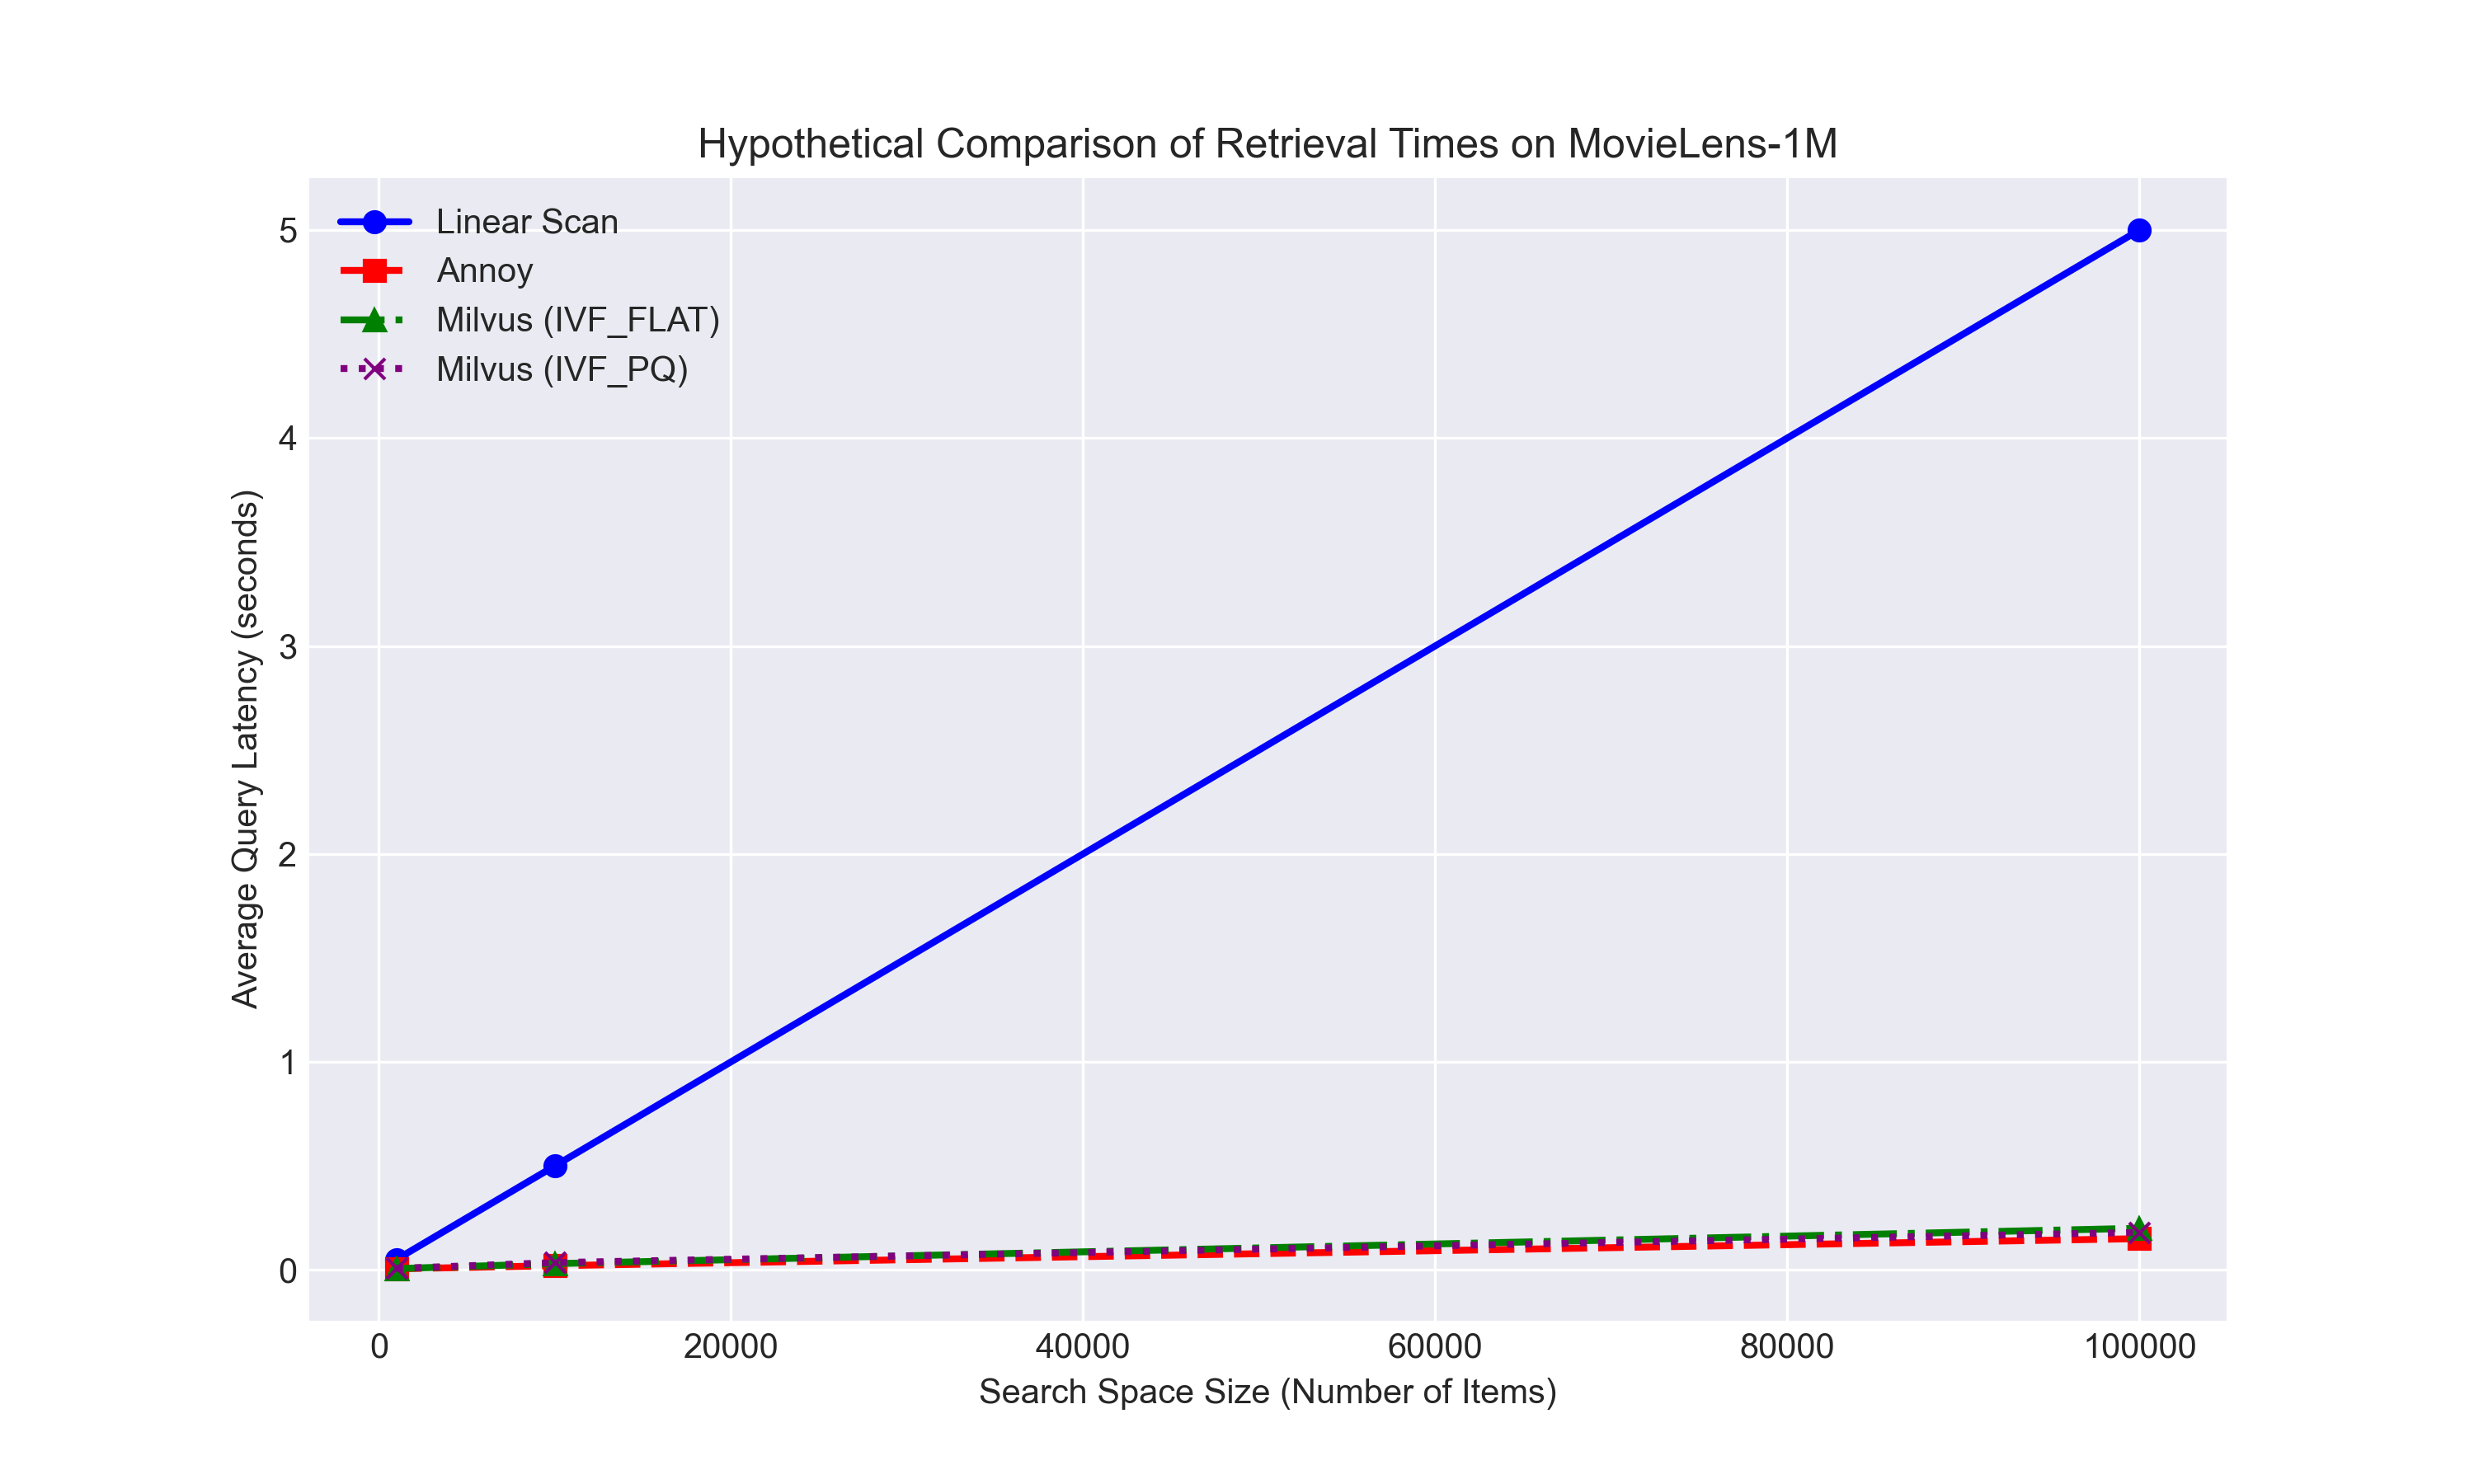 Hypothetical Comparison of Retrieval Times on MovieLens-1M
Linear Scan
Annoy
Milvus (IVF_FLAT)
Milvus (IVF_PQ)
Average Query Latency (seconds)
5
4
3
2
1
0
0 20000 40000 60000 80000 100000
Search Space Size (Number of Items)